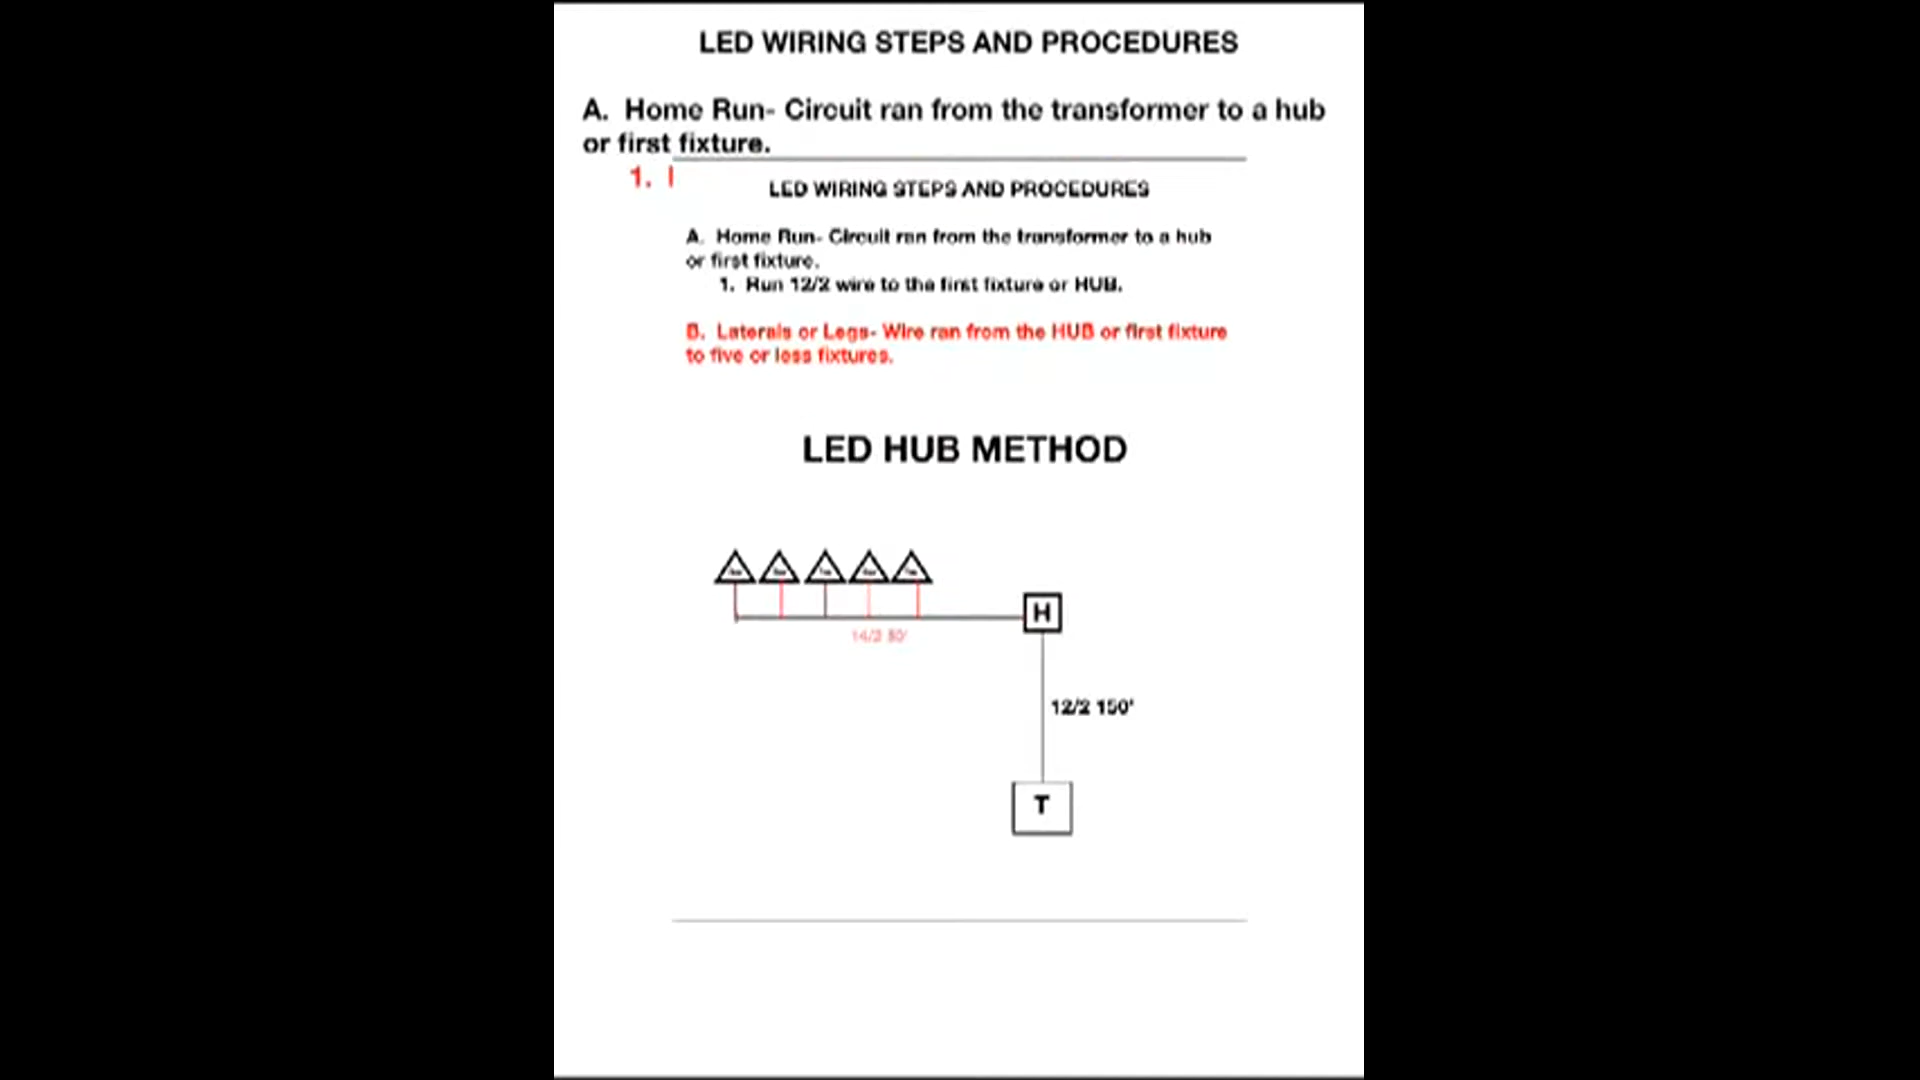 LED WIRING STEPS AND PROCEDURES
A. Home Run- Circuit ran from the transformer to a hub
or first fixture.
1.
LED WIRING STEPS AND PROCEDURES
A. Home Run- Circuit ran from the transformer to a hub
or first fixture.
1. Run 12/2 wire to the first fixture or HUB.
B. Laterals or Legs- Wire ran from the HUB or first fixture
to five or less fixtures.
LED HUB METHOD
H
12/2 150'
T